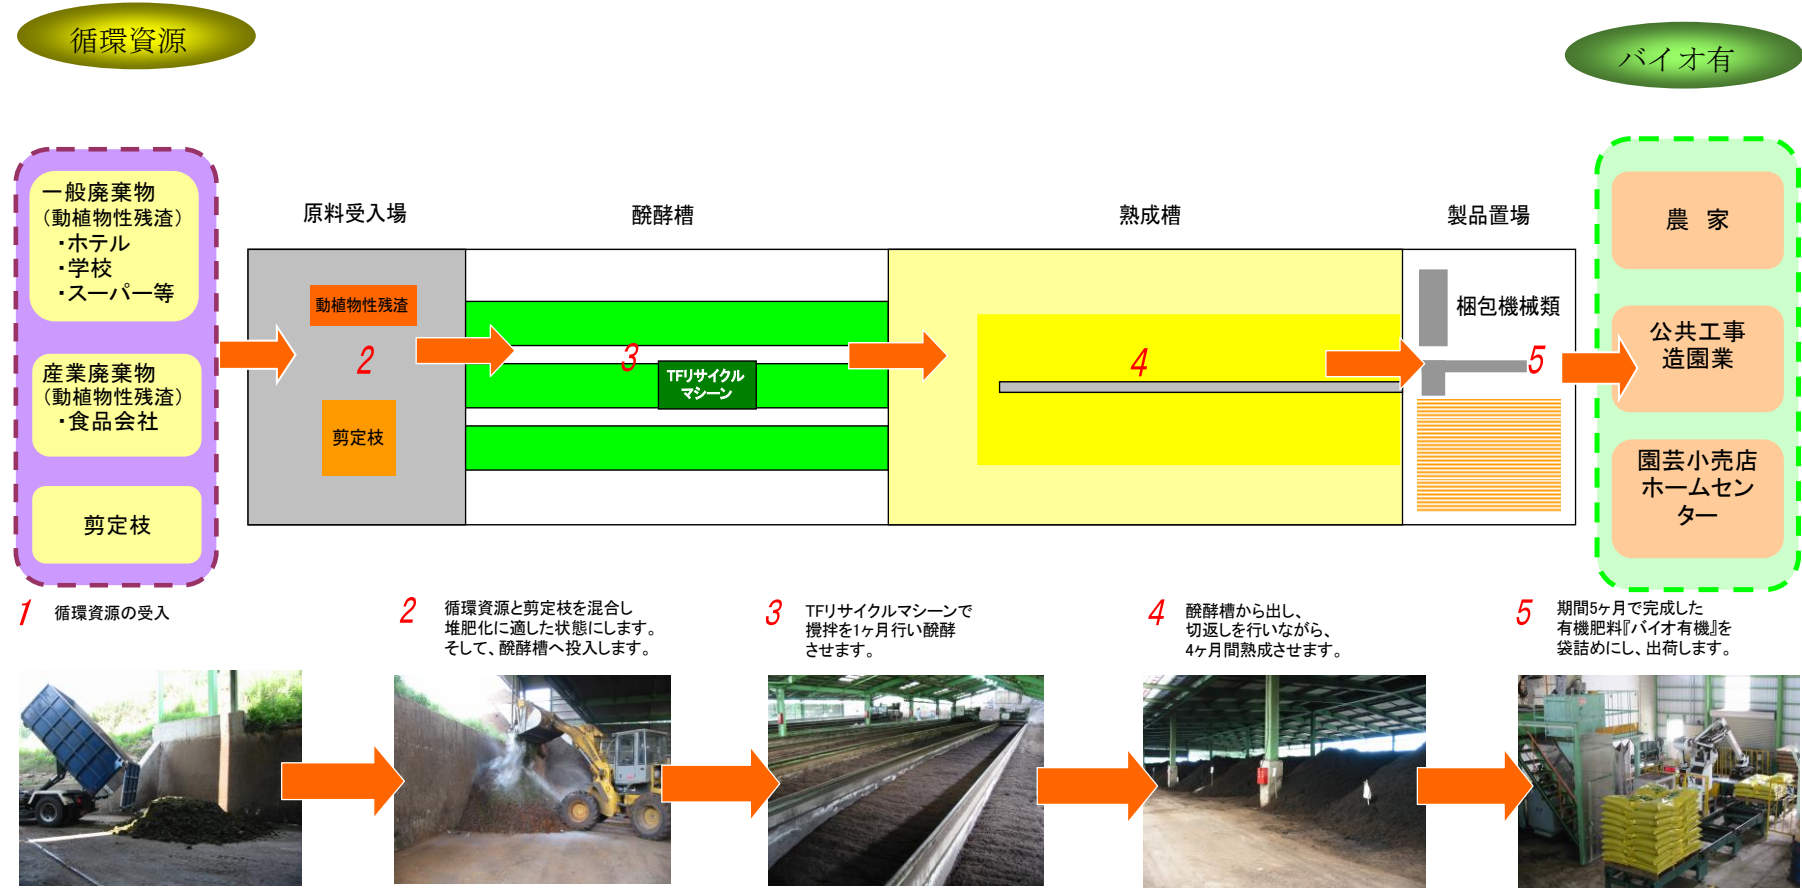 循環資源
バイオ有
一般廃棄物
（動植物性残渣）
・ホテル
・学校
・スーパー等
産業廃棄物
（動植物性残渣）
・食品会社
剪定枝
原料受入場
醗酵槽
熟成槽
製品置場
動植物性残渣
2
剪定枝
3
TFリサイクル
マシーン
4
梱包機械類
5
農　家
公共工事
造園業
園芸小売店
ホームセン
ター
1
循環資源の受入
2
循環資源と剪定枝を混合し
堆肥化に適した状態にします。
そして、醗酵槽へ投入します。
3
TFリサイクルマシーンで
攪拌を1ヶ月行い醗酵
させます。
4
醗酵槽から出し、
切返しを行いながら、
4ヶ月間熟成させます。
5
期間5ヶ月で完成した
有機肥料『バイオ有機』を
袋詰めにし、出荷します。